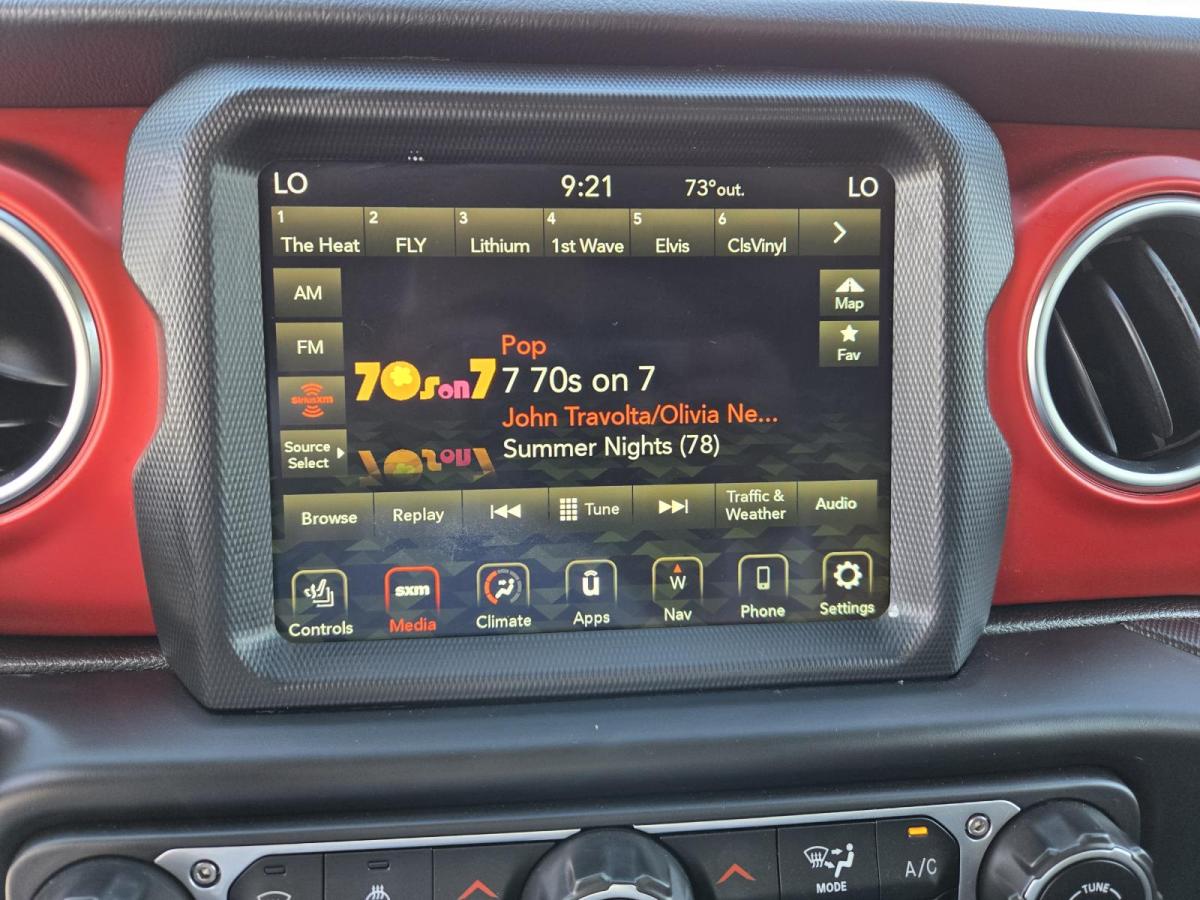 LO 9:21 73°out. LO
1 2 3 4 5 6
The Heat FLY Lithium 1st Wave Elvis ClsVinyl
AM
Map
FM
Fav
SiriusXM
Source
Select
70s on 7
Pop
7 70s on 7
John Travolta/Olivia Ne...
Summer Nights (78)
Browse Replay Tune Traffic & Audio
Weather
sxm ū W
Controls Media Climate Apps Nav Phone Settings
MODE A/C
TUNE